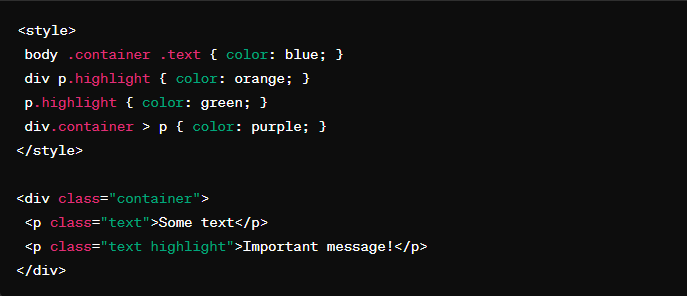 <style>
body .container .text { color: blue; }
div p.highlight { color: orange; }
p.highlight { color: green; }
div.container > p { color: purple; }
</style>
<div class="container">
<p class="text">Some text</p>
<p class="text highlight">Important message!</p>
</div>